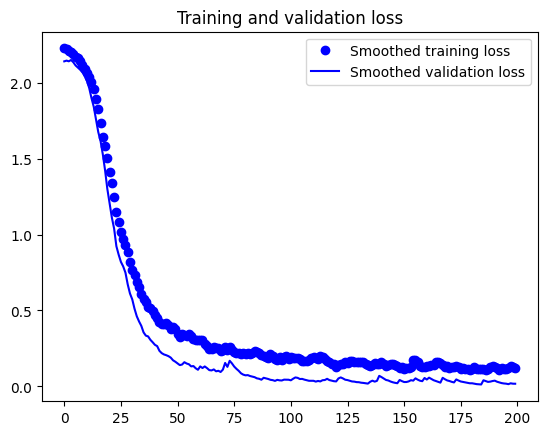 Training and validation loss
Smoothed training loss
Smoothed validation loss
2.0
1.5
1.0
0.5
0.0
0 25 50 75 100 125 150 175 200